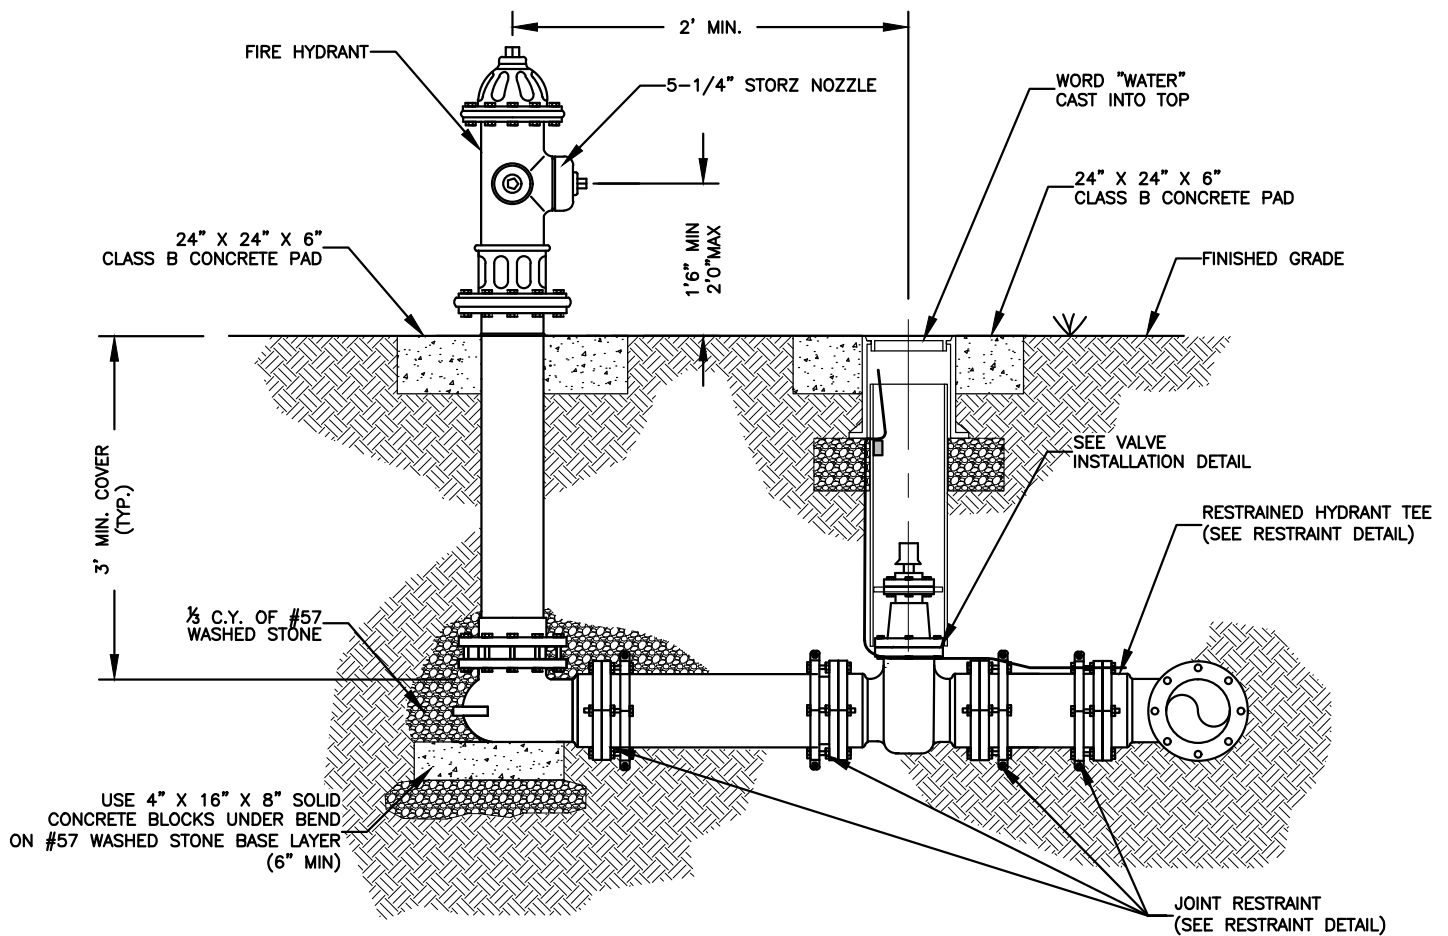 2' MIN.
FIRE HYDRANT
5-1/4" STORZ NOZZLE
WORD "WATER"
CAST INTO TOP
24" X 24" X 6"
CLASS B CONCRETE PAD
24" X 24" X 6"
CLASS B CONCRETE PAD
1'6" MIN
2'0"MAX
FINISHED GRADE
3' MIN. COVER
(TYP.)
SEE VALVE
INSTALLATION DETAIL
RESTRAINED HYDRANT TEE
(SEE RESTRAINT DETAIL)
⅓ C.Y. OF #57
WASHED STONE
USE 4" X 16" X 8" SOLID
CONCRETE BLOCKS UNDER BEND
ON #57 WASHED STONE BASE LAYER
(6" MIN)
JOINT RESTRAINT
(SEE RESTRAINT DETAIL)